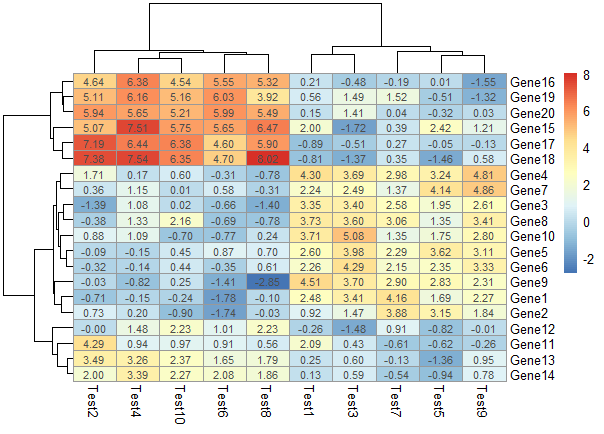 4.64 6.38 4.54 5.55 5.32 0.21 -0.48 -0.19 0.01 -1.55 Gene16
5.11 6.16 5.16 6.03 3.92 0.56 1.49 1.52 -0.51 -1.32 Gene19
5.94 5.65 5.21 5.99 5.49 0.15 1.41 0.04 -0.32 0.03 Gene20
5.07 7.51 5.75 5.65 6.47 2.00 -1.72 0.39 2.42 1.21 Gene15
7.19 6.44 6.38 4.60 5.90 -0.89 -0.51 0.27 -0.05 -0.13 Gene17
7.38 7.54 6.35 4.70 8.02 -0.81 -1.37 0.35 -1.46 0.58 Gene18
1.71 0.17 0.60 -0.31 -0.78 4.30 3.69 2.98 3.24 4.81 Gene4
0.36 1.15 0.01 0.58 -0.31 2.24 2.49 1.37 4.14 4.86 Gene7
-1.39 1.08 0.02 -0.66 -1.40 3.35 3.40 2.58 1.95 2.61 Gene3
-0.38 1.33 2.16 -0.69 -0.78 3.73 3.60 3.06 1.35 3.41 Gene8
0.88 1.09 -0.70 -0.77 0.24 3.71 5.08 1.35 1.75 2.80 Gene10
-0.09 -0.15 0.45 0.87 0.70 2.60 3.98 2.29 3.62 3.11 Gene5
-0.32 -0.14 0.44 -0.35 0.61 2.26 4.29 2.15 2.35 3.33 Gene6
-0.03 -0.82 0.25 -1.41 -2.85 4.51 3.70 2.90 2.83 2.31 Gene9
-0.71 -0.15 -0.24 -1.78 -0.10 2.48 3.41 4.16 1.69 2.27 Gene1
0.73 0.20 -0.90 -1.74 -0.03 0.92 1.47 3.88 3.15 1.84 Gene2
-0.00 1.48 2.23 1.01 2.23 -0.26 -1.48 0.91 -0.82 -0.01 Gene12
4.29 0.94 0.97 0.91 0.56 2.09 0.43 -0.61 -0.62 -0.26 Gene11
3.49 3.26 2.37 1.65 1.79 0.25 0.60 -0.13 -1.36 0.95 Gene13
2.00 3.39 2.27 2.08 1.86 0.13 0.59 -0.54 -0.94 0.78 Gene14
Test2 Test4 Test10 Test6 Test8 Test1 Test3 Test7 Test5 Test9
8
6
4
2
0
-2